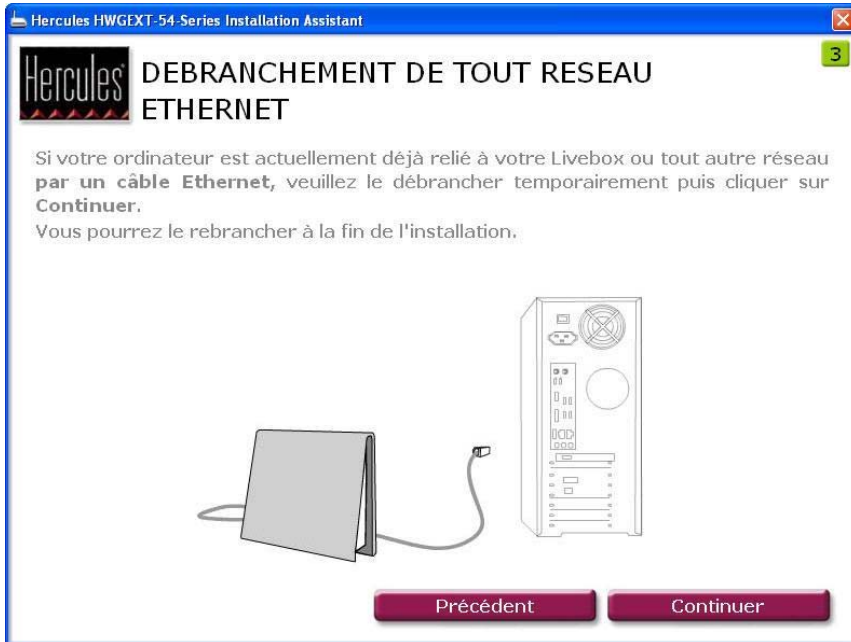 Hercules HWGEXT-54-Series Installation Assistant
3
Hercules
DEBRANCHEMENT DE TOUT RESEAU
ETHERNET
Si votre ordinateur est actuellement déjà relié à votre Livebox ou tout autre réseau
par un câble Ethernet, veuillez le débrancher temporairement puis cliquer sur
Continuer.
Vous pourrez le rebrancher à la fin de l'installation.
Précédent
Continuer